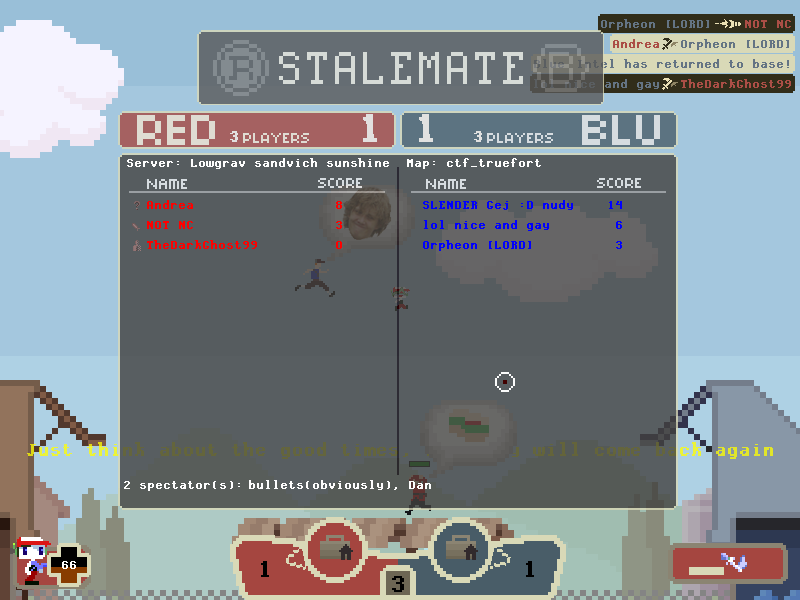 Orpheon [LORD] NOT NC
Andrea Orpheon [LORD]
Intel has returned to base!
nice and gay TheDarkGhost99
STALEMATE
RED 3 PLAYERS 1
1 3 PLAYERS BLU
Server: Lowgrav sandvich sunshine Map: ctf_truefort
NAME SCORE NAME SCORE
Andrea 8 SLENDER Gej :D nudy 14
NOT NC 3 lol nice and gay 6
TheDarkGhost99 0 Orpheon [LORD] 3
Just think about the good times will come back again
2 spectator(s): bullets(obviously), Dan
66
1 3 1